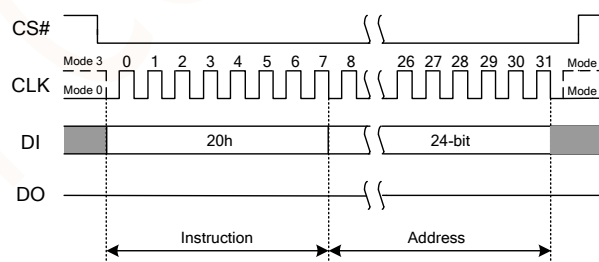 CS#
Mode 3 0 1 2 3 4 5 6 7 8 26 27 28 29 30 31 Mode
CLK
Mode 0 Mode
DI 20h 24-bit
DO
Instruction Address